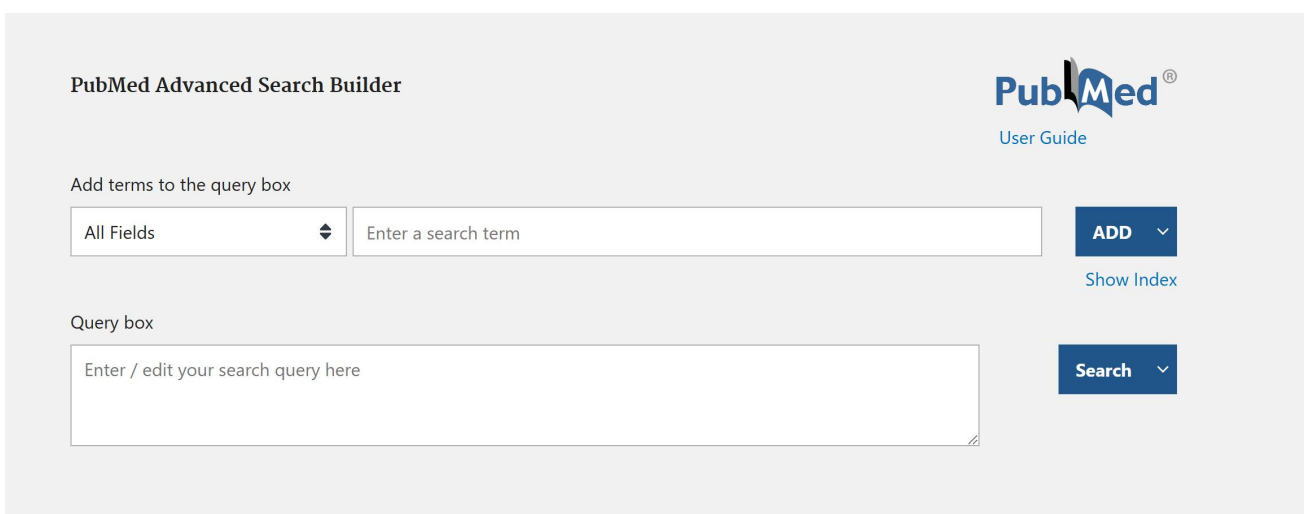 PubMed Advanced Search Builder
PubMed®
User Guide
Add terms to the query box
All Fields
Enter a search term
ADD
Show Index
Query box
Enter / edit your search query here
Search